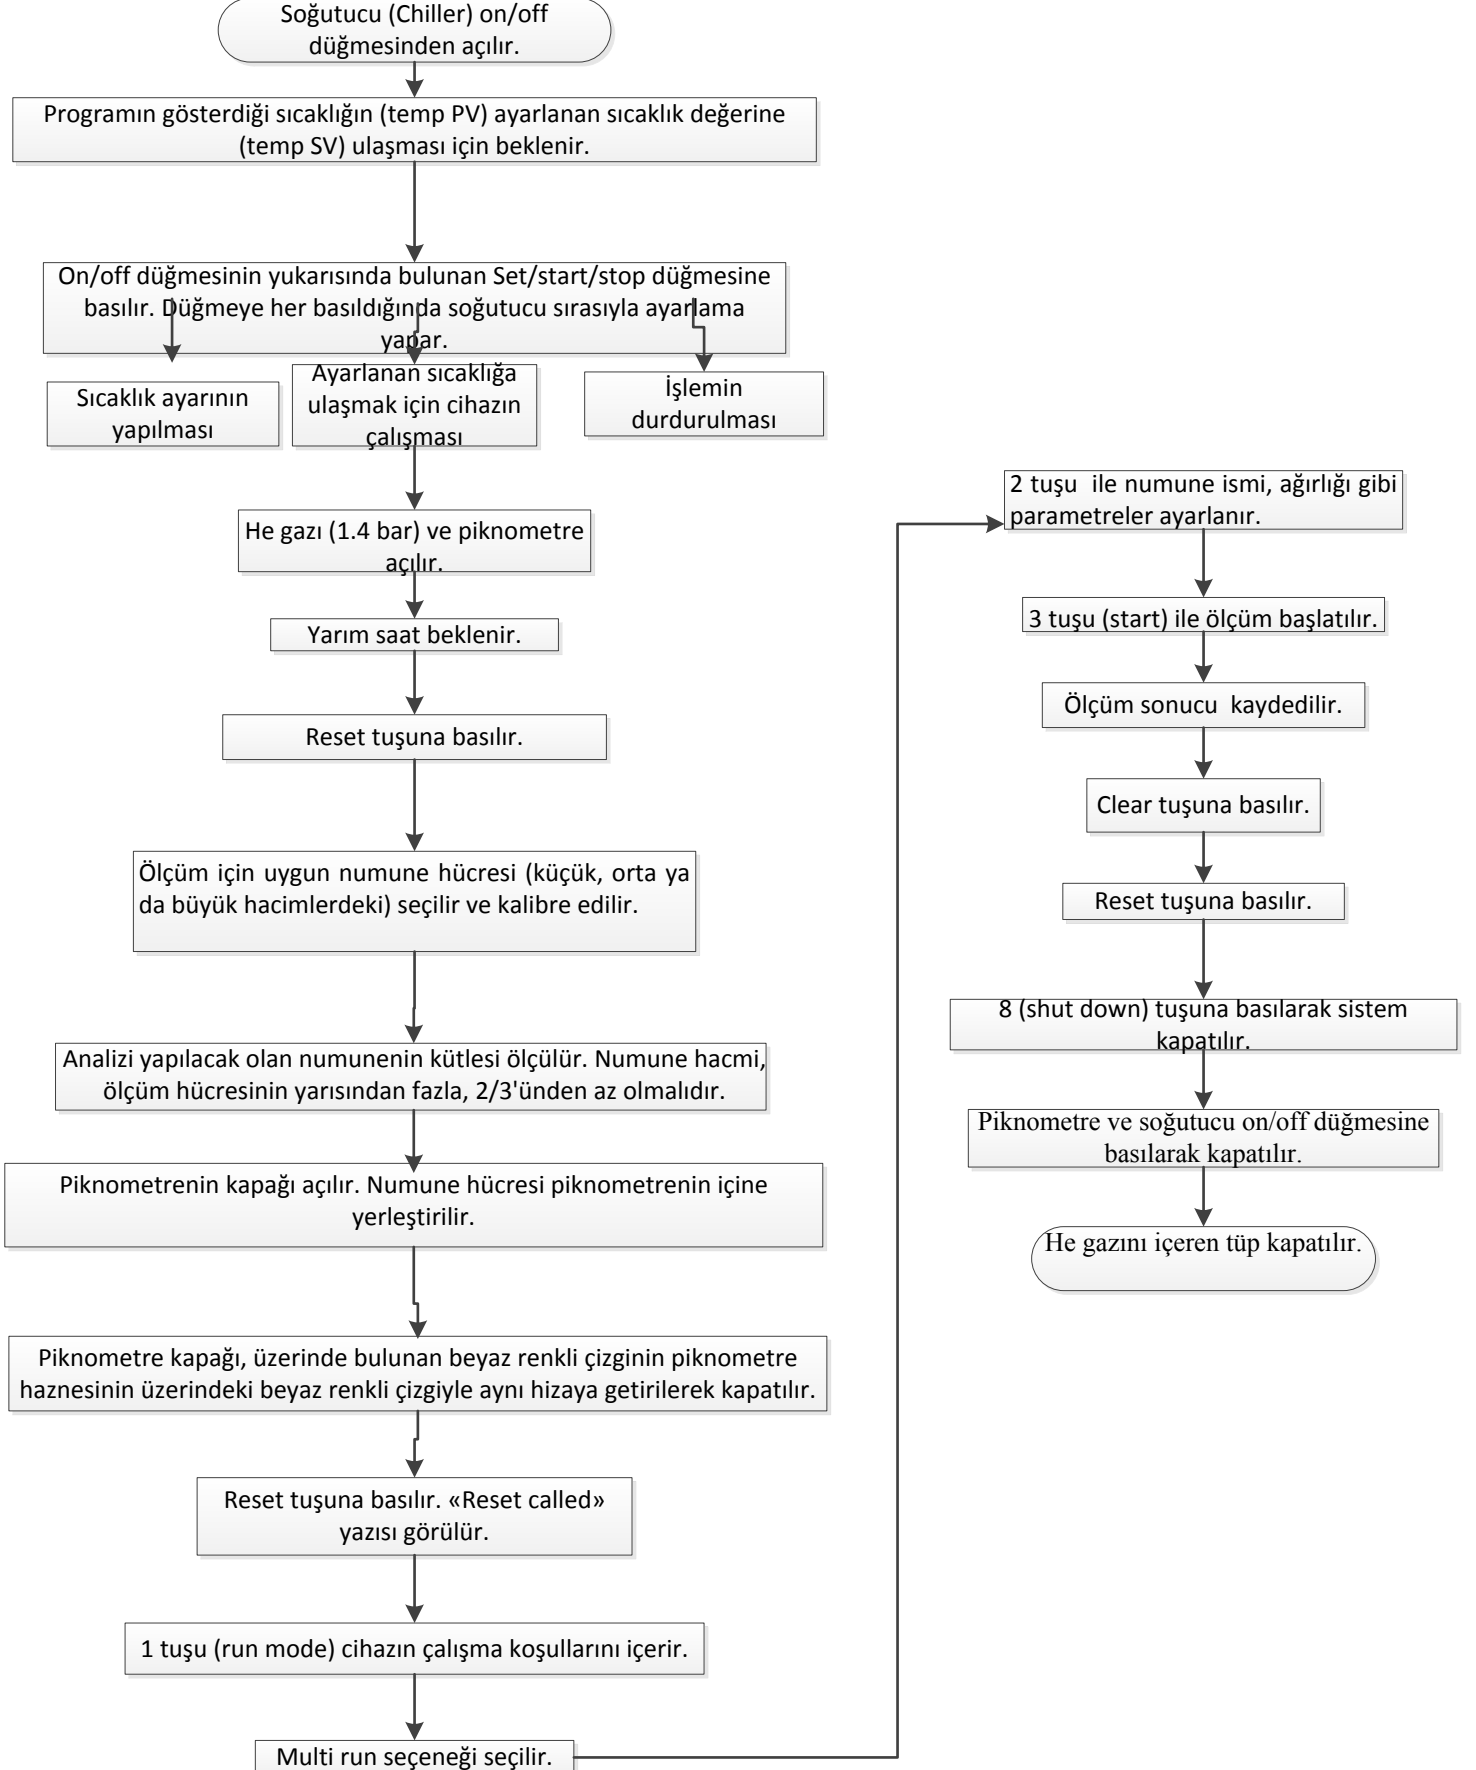 Soğutucu (Chiller) on/off
düğmesinden açılır.
Programın gösterdiği sıcaklığın (temp PV) ayarlanan sıcaklık değerine
(temp SV) ulaşması için beklenir.
On/off düğmesinin yukarısında bulunan Set/start/stop düğmesine
basılır. Düğmeye her basıldığında soğutucu sırasıyla ayarlama
yapar.
Sıcaklık ayarının
yapılması
Ayarlanan sıcaklığa
ulaşmak için cihazın
çalışması
İşlemin
durdurulması
He gazı (1.4 bar) ve piknometre
açılır.
Yarım saat beklenir.
Reset tuşuna basılır.
Ölçüm için uygun numune hücresi (küçük, orta ya
da büyük hacimlerdeki) seçilir ve kalibre edilir.
Analizi yapılacak olan numunenin kütlesi ölçülür. Numune hacmi,
ölçüm hücresinin yarısından fazla, 2/3'ünden az olmalıdır.
Piknometrenin kapağı açılır. Numune hücresi piknometrenin içine
yerleştirilir.
Piknometre kapağı, üzerinde bulunan beyaz renkli çizginin piknometre
haznesinin üzerindeki beyaz renkli çizgiyle aynı hizaya getirilerek kapatılır.
Reset tuşuna basılır. «Reset called»
yazısı görülür.
1 tuşu (run mode) cihazın çalışma koşullarını içerir.
Multi run seçeneği seçilir.
2 tuşu  ile numune ismi, ağırlığı gibi
parametreler ayarlanır.
3 tuşu (start) ile ölçüm başlatılır.
Ölçüm sonucu  kaydedilir.
Clear tuşuna basılır.
Reset tuşuna basılır.
8 (shut down) tuşuna basılarak sistem
kapatılır.
Piknometre ve soğutucu on/off düğmesine
basılarak kapatılır.
He gazını içeren tüp kapatılır.